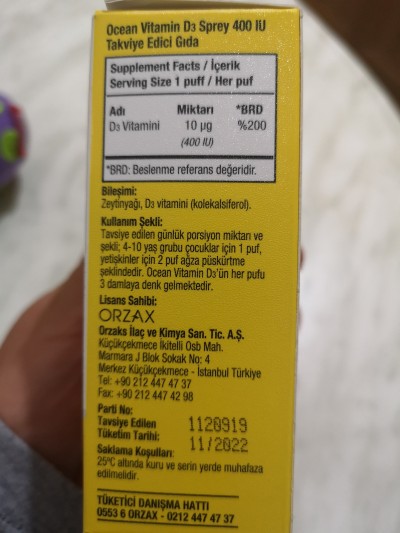 Ocean Vitamin D3 Sprey 400 IU
Takviye Edici Gıda
Supplement Facts / İçerik
Serving Size 1 puff / Her puf
Adı Miktarı *BRD
D3 Vitamini 10 µg %200
(400 IU)
*BRD: Beslenme referans değeridir.
Bileşimi:
Zeytinyağı, D3 vitamini (kolekalsiferol).
Kullanım Şekli:
Tavsiye edilen günlük porsiyon miktarı ve
şekli; 4-10 yaş grubu çocuklar için 1 puf,
yetişkinler için 2 puf ağza püskürtme
şeklindedir. Ocean Vitamin D3'ün her pufu
3 damlaya denk gelmektedir.
Lisans Sahibi:
ORZAX
Orzaks İlaç ve Kimya San. Tic. A.Ş.
Küçükçekmece İkitelli Osb Mah.
Marmara J Blok Sokak No: 4
Merkez Küçükçekmece - İstanbul Türkiye
Tel: +90 212 447 47 37
Fax: +90 212 447 42 98
Parti No:
Tavsiye Edilen 1120919
Tüketim Tarihi: 11/2022
Saklama Koşulları:
25°C altında kuru ve serin yerde muhafaza
edilmelidir.
TÜKETİCİ DANIŞMA HATTI
0553 6 ORZAX - 0212 447 47 37